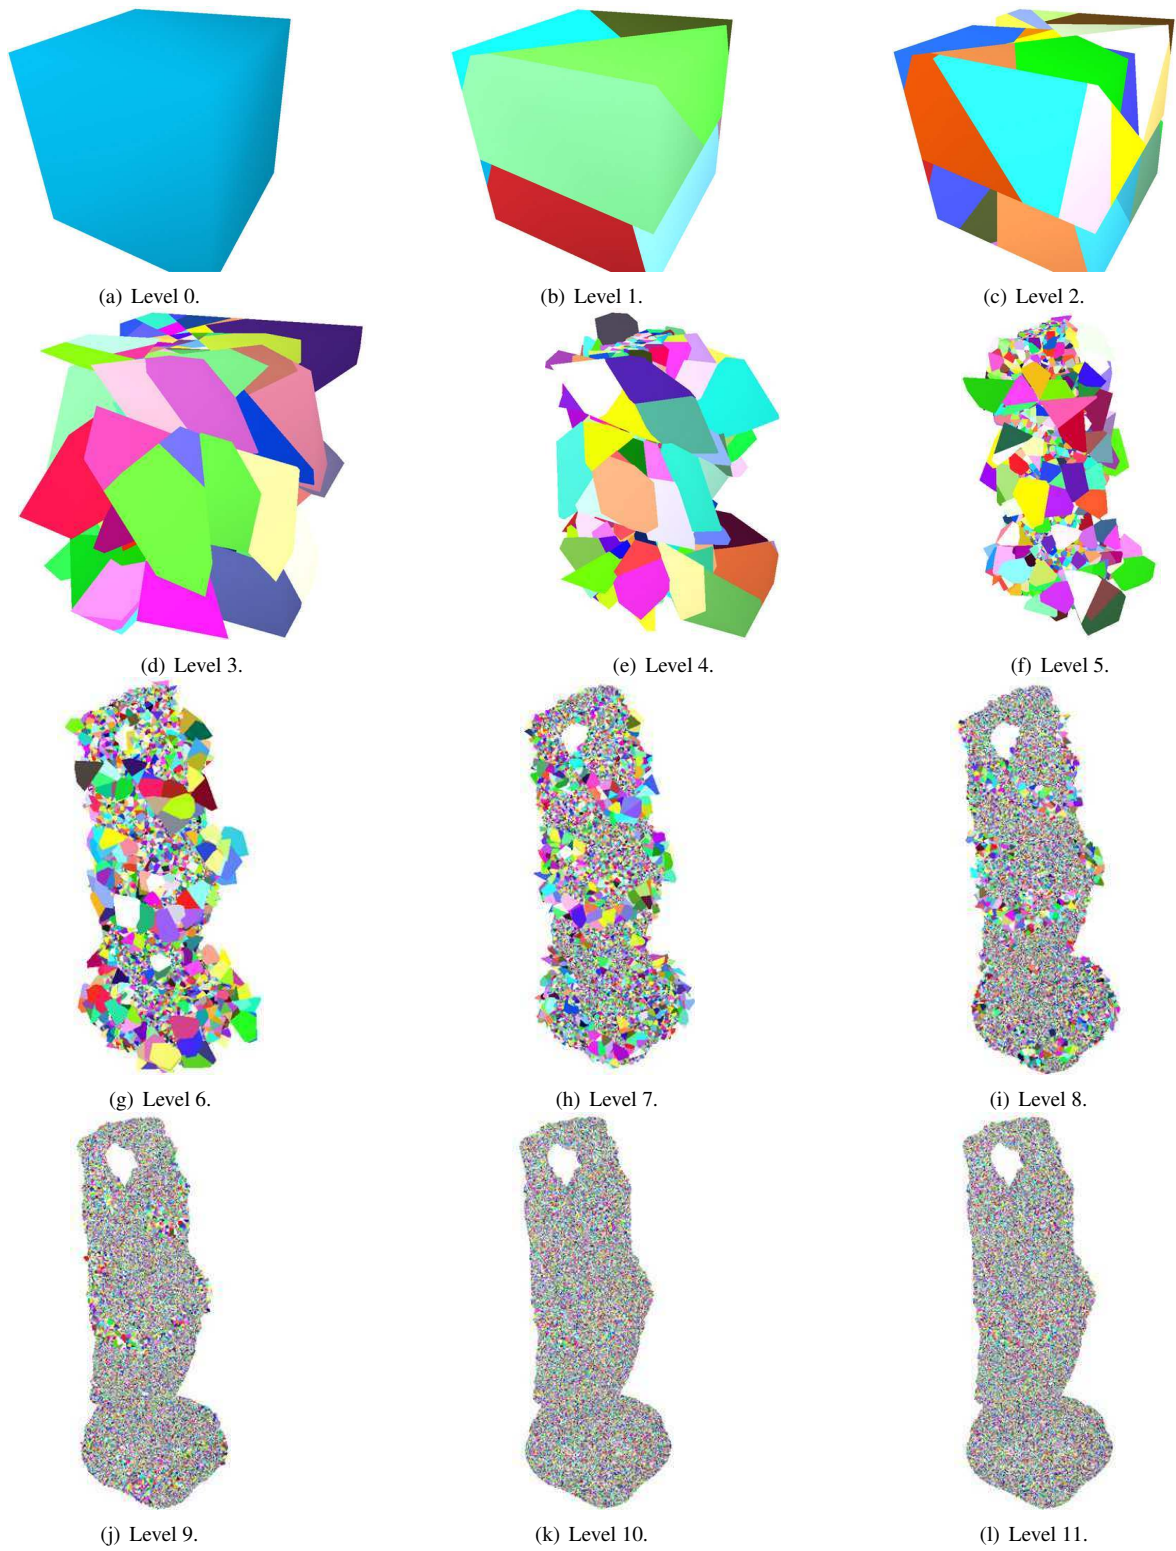 (a) Level 0.
(b) Level 1.
(c) Level 2.
(d) Level 3.
(e) Level 4.
(f) Level 5.
(g) Level 6.
(h) Level 7.
(i) Level 8.
(j) Level 9.
(k) Level 10.
(l) Level 11.